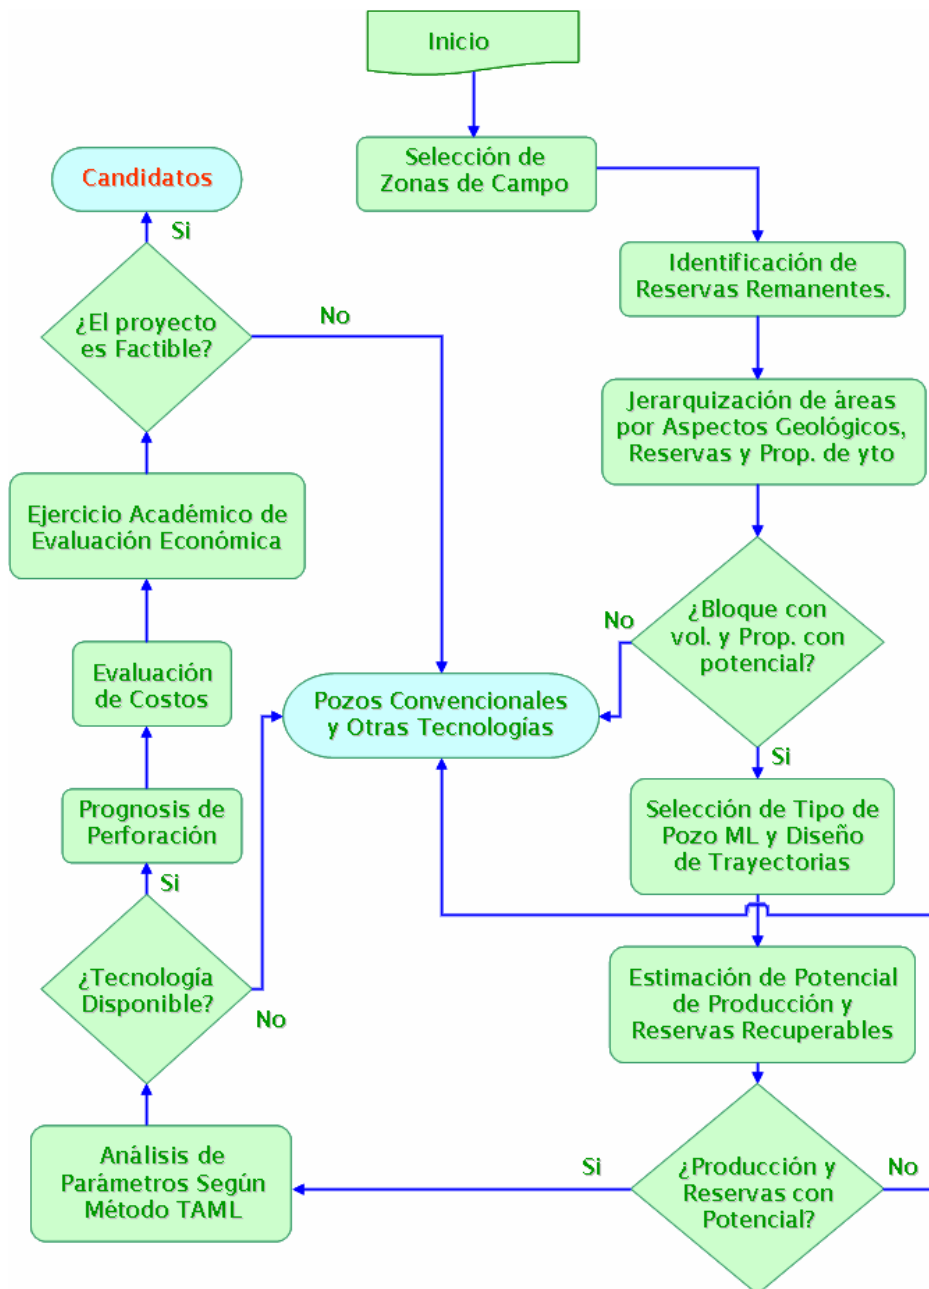 Inicio
Selección de
Zonas de Campo
Identificación de
Reservas Remanentes.
Jerarquización de áreas
por Aspectos Geológicos,
Reservas y Prop. de yto
¿Bloque con
vol. y Prop. con
potencial?
No
Si
Selección de Tipo de
Pozo ML y Diseño
de Trayectorias
Estimación de Potencial
de Producción y
Reservas Recuperables
¿Producción y
Reservas con
Potencial?
No
Si
Análisis de
Parámetros Según
Método TAML
¿Tecnología
Disponible?
No
Si
Prognosis de
Perforación
Evaluación
de Costos
Ejercicio Académico de
Evaluación Económica
¿El proyecto
es Factible?
No
Si
Candidatos
Pozos Convencionales
y Otras Tecnologías